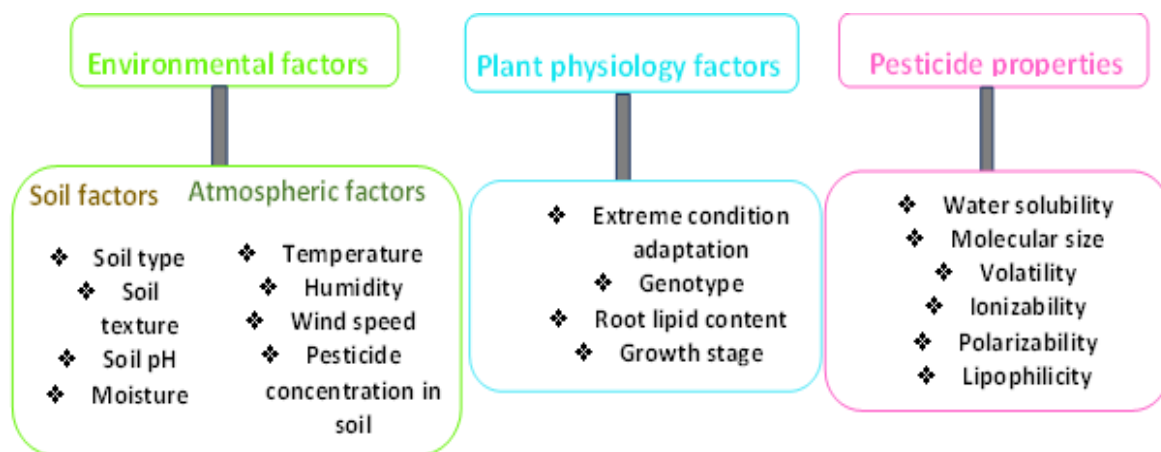 Environmental factors
Soil factors
❖ Soil type
❖ Soil
texture
❖ Soil pH
❖ Moisture
Atmospheric factors
❖ Temperature
❖ Humidity
❖ Wind speed
❖ Pesticide
concentration in
soil
Plant physiology factors
❖ Extreme condition
adaptation
❖ Genotype
❖ Root lipid content
❖ Growth stage
Pesticide properties
❖ Water solubility
❖ Molecular size
❖ Volatility
❖ Ionizability
❖ Polarizability
❖ Lipophilicity